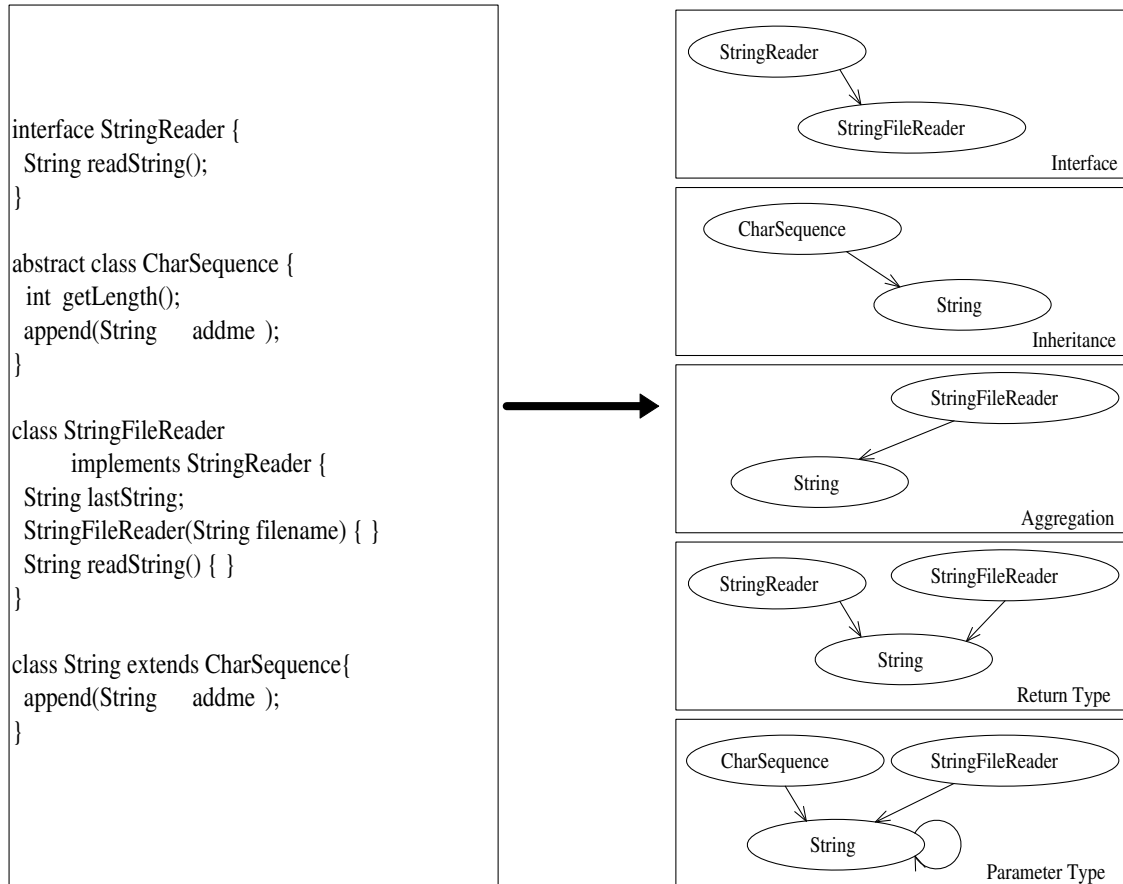 interface StringReader {
String readString();
}
abstract class CharSequence {
int getLength();
append(String addme );
}
class StringFileReader
implements StringReader {
String lastString;
StringFileReader(String filename) { }
String readString() { }
}
class String extends CharSequence{
append(String addme );
}
StringReader
StringFileReader
Interface
CharSequence
String
Inheritance
StringFileReader
String
Aggregation
StringReader
StringFileReader
String
Return Type
CharSequence
StringFileReader
String
Parameter Type